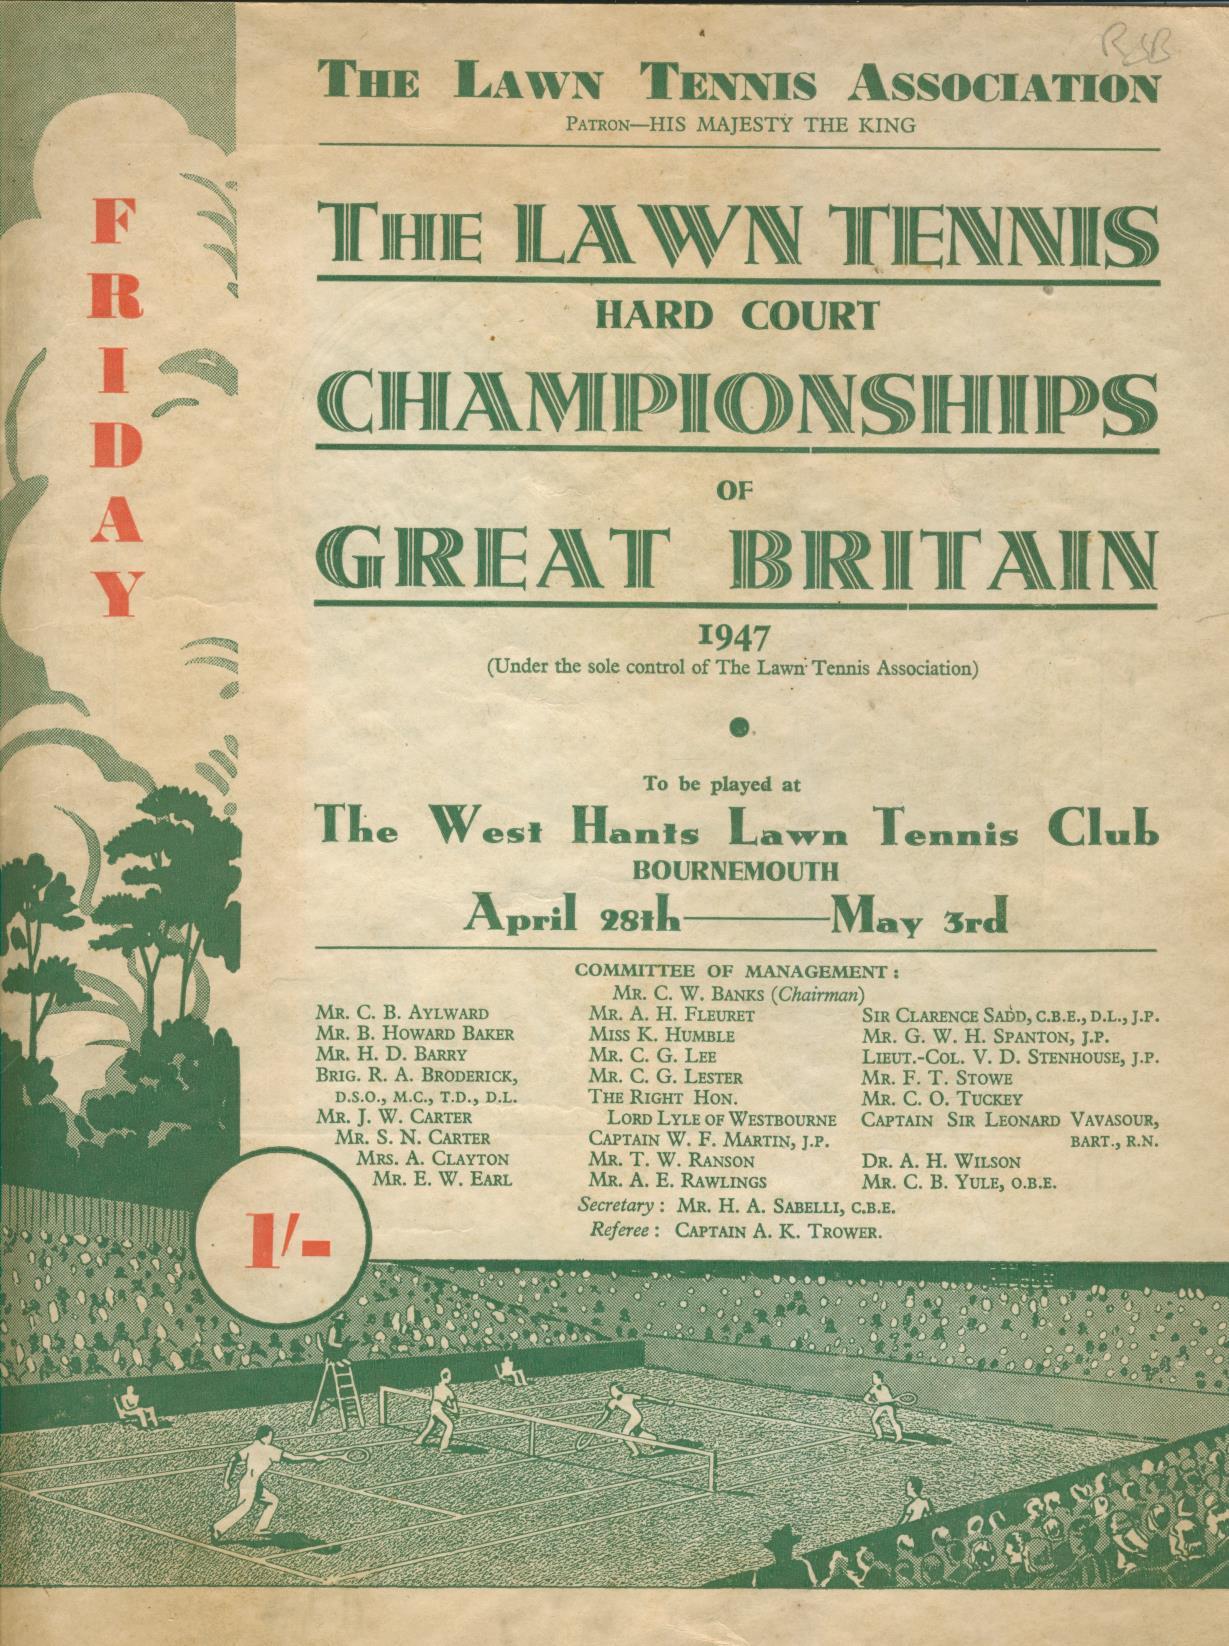 THE LAWN TENNIS ASSOCIATION
PATRON—HIS MAJESTY THE KING
FRIDAY
THE LAWN TENNIS
HARD COURT
CHAMPIONSHIPS
OF
GREAT BRITAIN
1947
(Under the sole control of The Lawn Tennis Association)
To be played at
The West Hants Lawn Tennis Club
BOURNEMOUTH
April 28th—May 3rd
COMMITTEE OF MANAGEMENT:
MR. C. W. BANKS (Chairman)
MR. C. B. AYLWARD
MR. B. HOWARD BAKER
MR. H. D. BARRY
BRIG. R. A. BRODERICK,
D.S.O., M.C., T.D., D.L.
MR. J. W. CARTER
MR. S. N. CARTER
MRS. A. CLAYTON
MR. E. W. EARL
MR. A. H. FLEURET
MISS K. HUMBLE
MR. C. G. LEE
MR. C. G. LESTER
THE RIGHT HON.
LORD LYLE OF WESTBOURNE
CAPTAIN W. F. MARTIN, J.P.
MR. T. W. RANSON
MR. A. E. RAWLINGS
SIR CLARENCE SADD, C.B.E., D.L., J.P.
MR. G. W. H. SPANTON, J.P.
LIEUT.-COL. V. D. STENHOUSE, J.P.
MR. F. T. STOWE
MR. C. O. TUCKEY
CAPTAIN SIR LEONARD VAVASOUR,
BART., R.N.
DR. A. H. WILSON
MR. C. B. YULE, O.B.E.
Secretary: MR. H. A. SABELLI, C.B.E.
Referee: CAPTAIN A. K. TROWER.
1/-